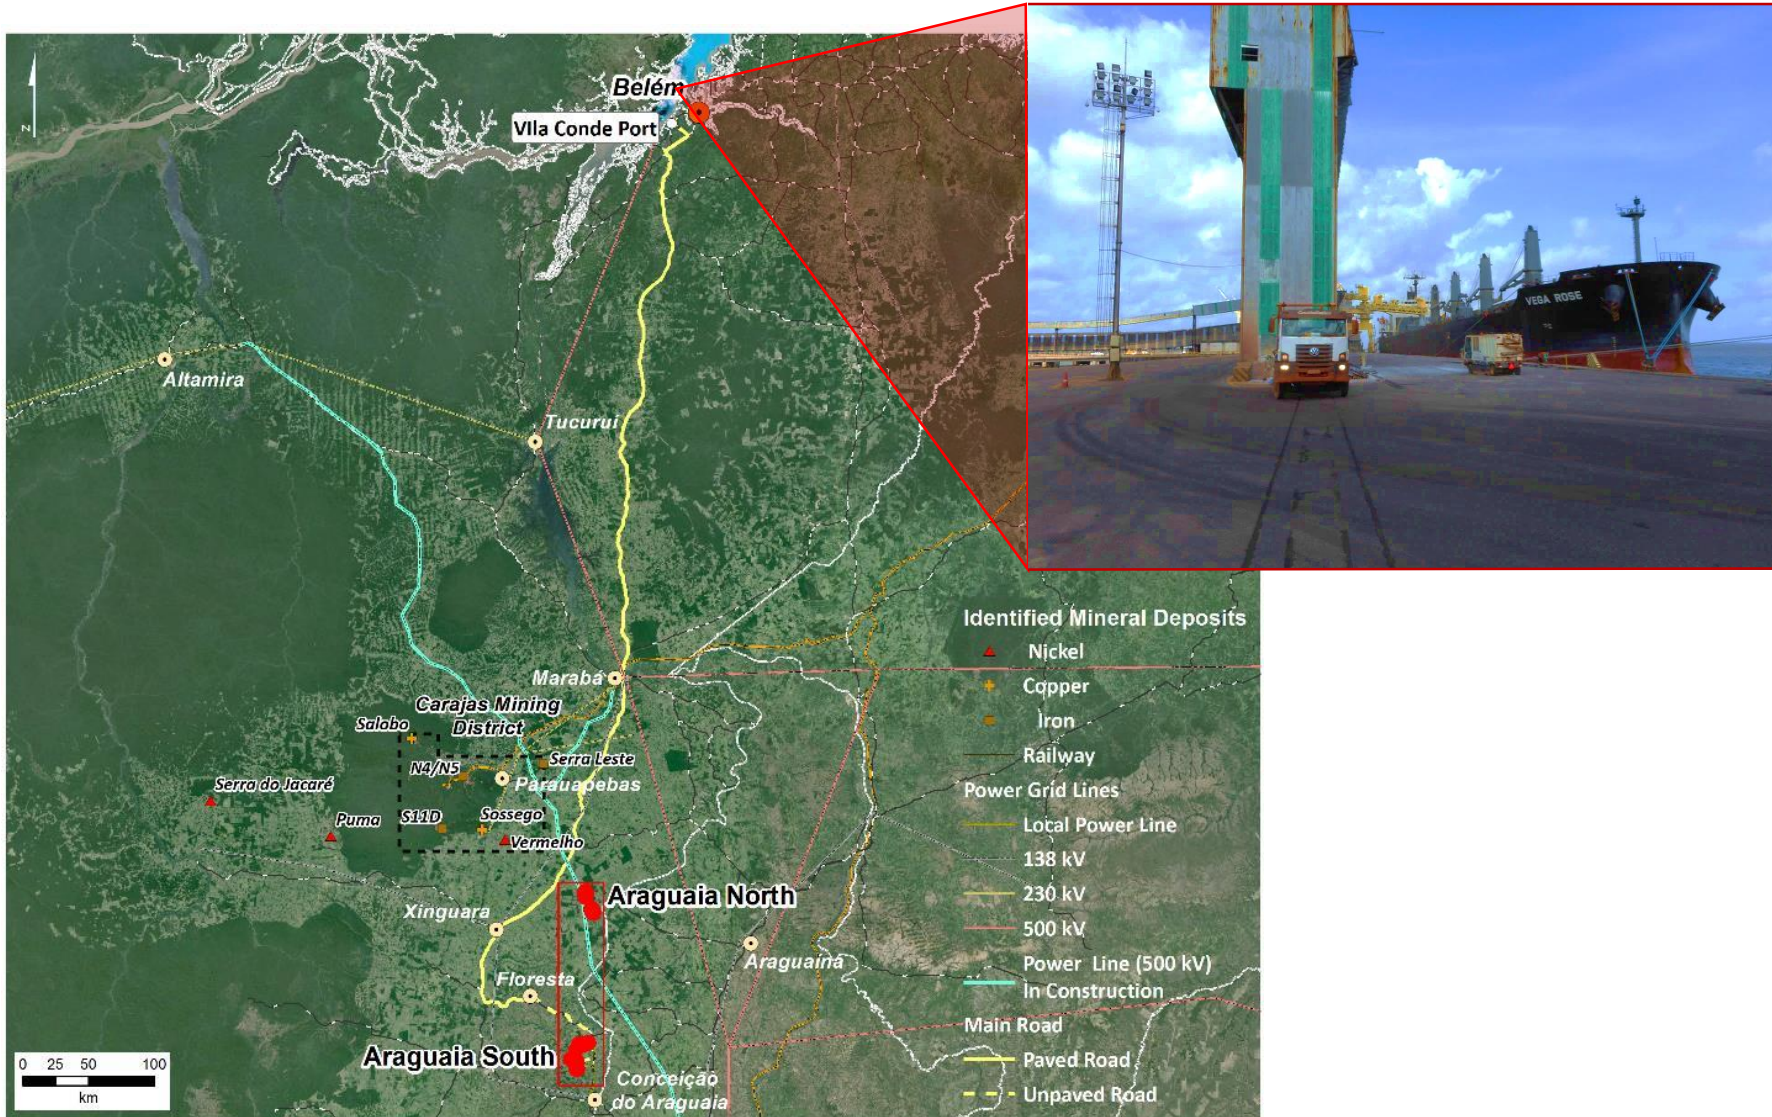 Belém
VIla Conde Port
N
VEGA ROSE
Altamira
Tucuruí
Marabá
Carajas Mining
District
Salobo
N4/N5
Serra Leste
Parauapebas
Serra do Jacaré
Puma
S11D
Sossego
Vermelho
Araguaia North
Xinguara
Araguainá
Floresta
Araguaia South
Conceição
do Araguaia
0 25 50 100
km
Identified Mineral Deposits
Nickel
Copper
Iron
Railway
Power Grid Lines
Local Power Line
138 kV
230 kV
500 kV
Power Line (500 kV)
In Construction
Main Road
Paved Road
Unpaved Road